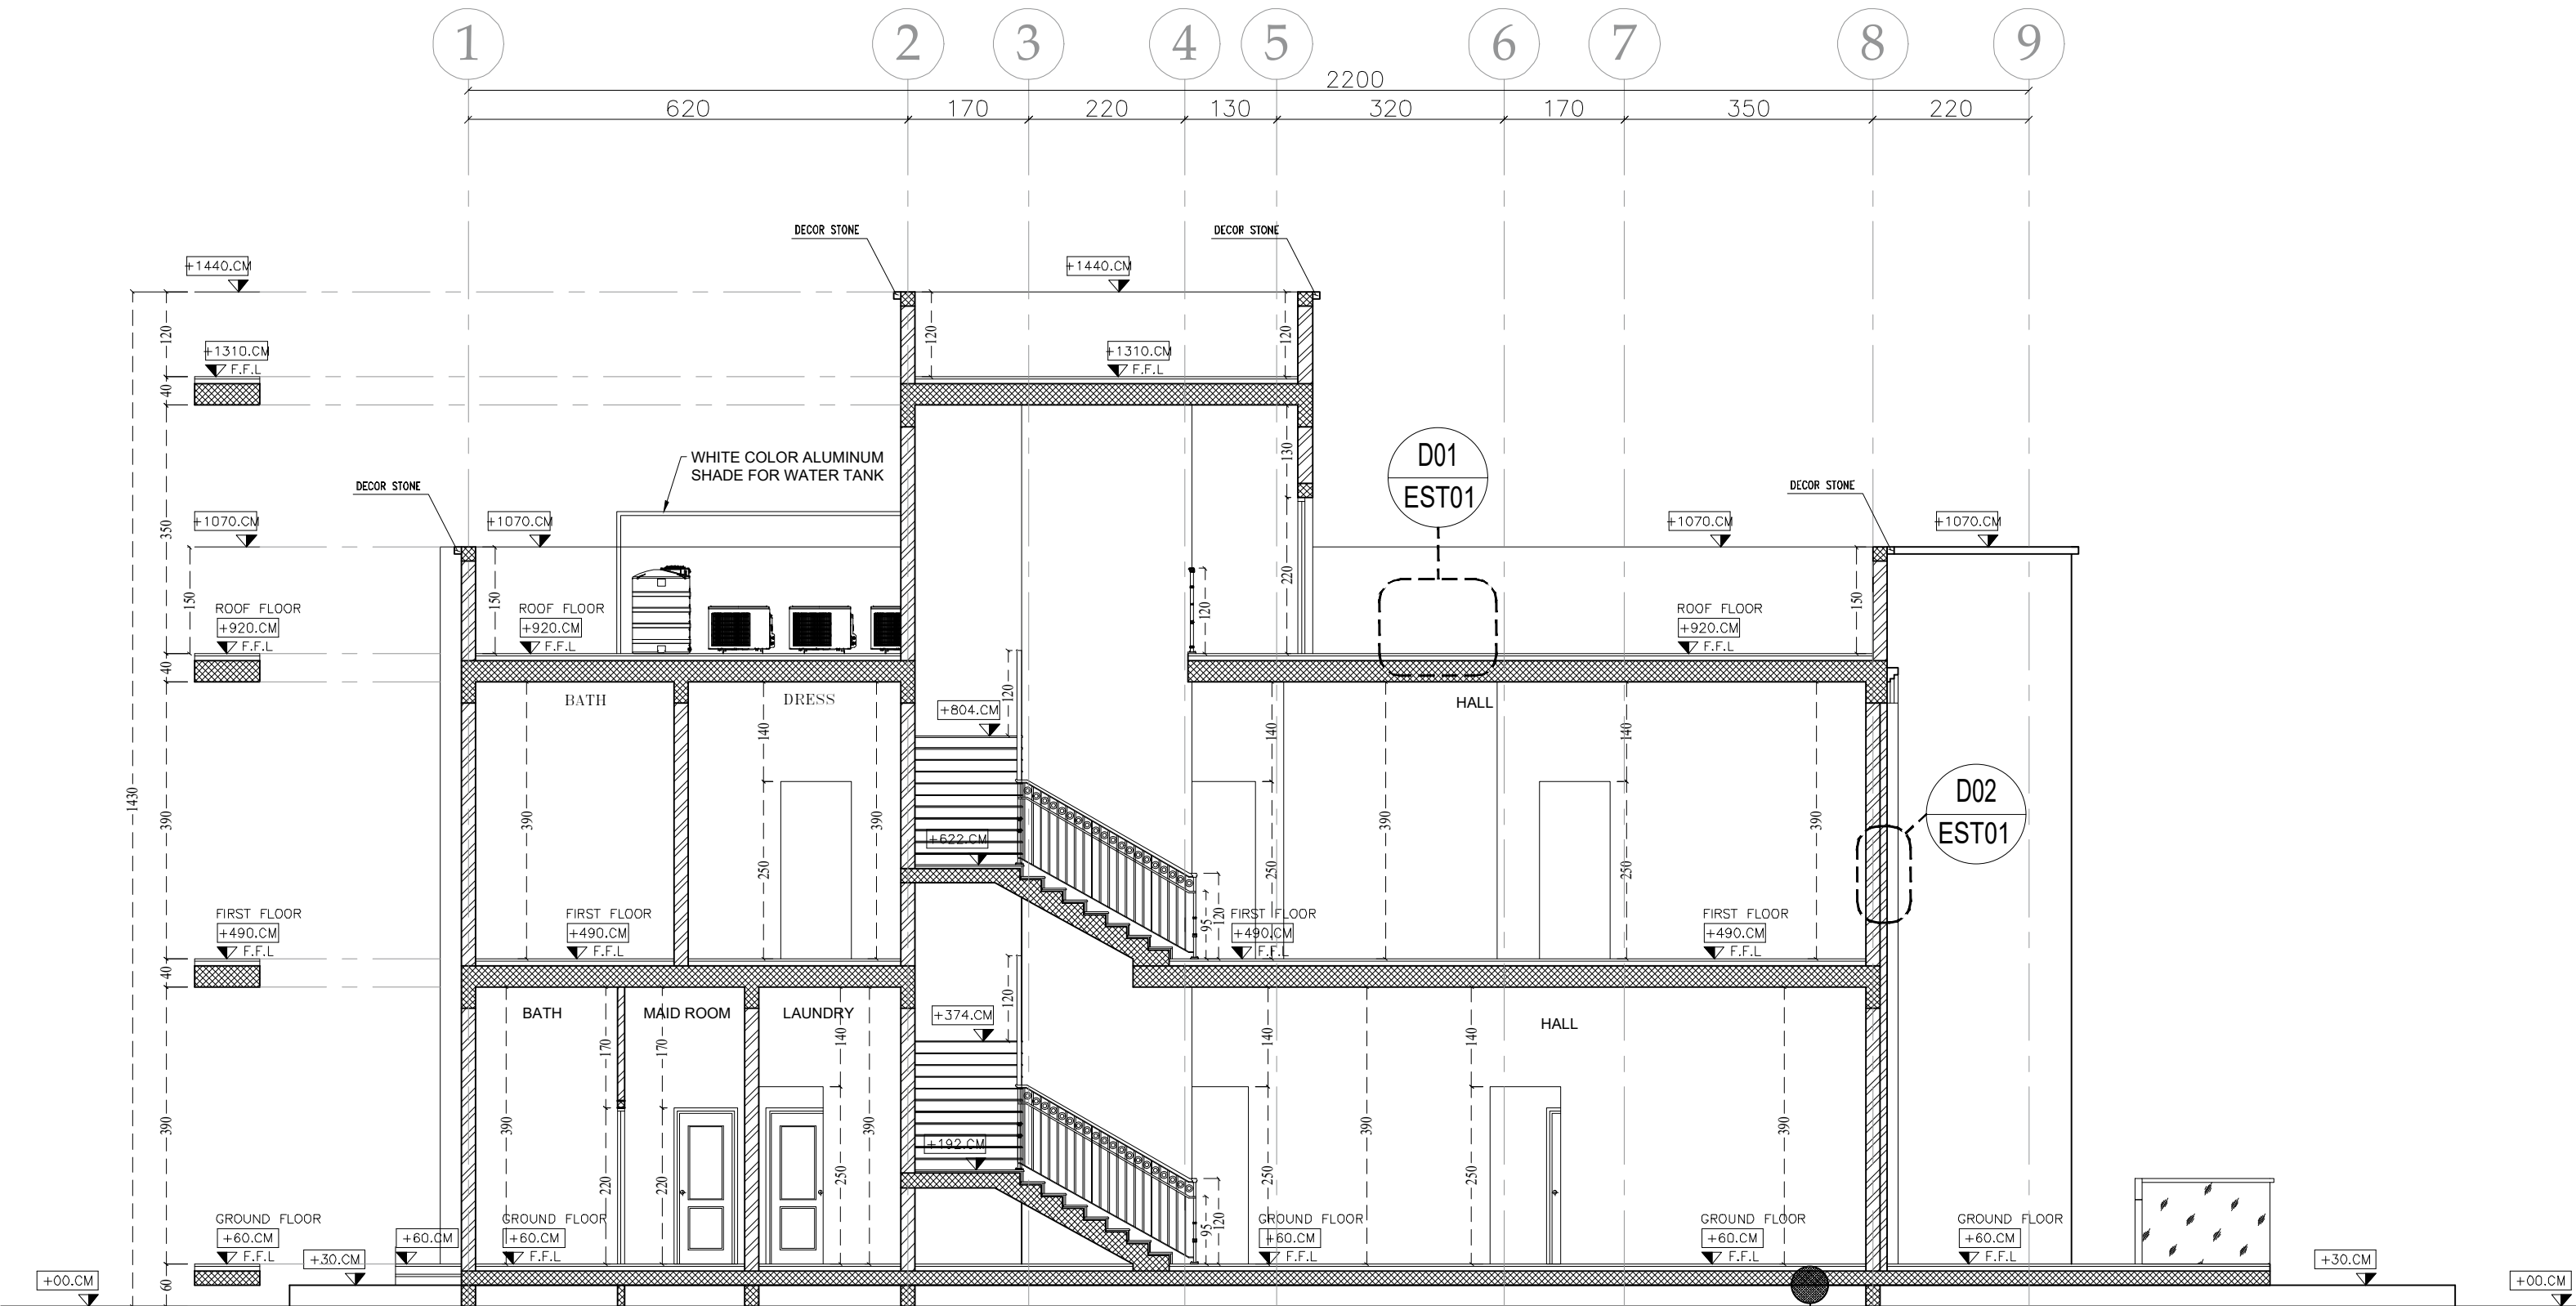 1 2 3 4 5 6 7 8 9
2200
620 170 220 130 320 170 350 220
DECOR STONE
DECOR STONE
+1440.CM
+1440.CM
120
120
120
+1310.CM
F.F.L
+1310.CM
F.F.L
40
WHITE COLOR ALUMINUM
SHADE FOR WATER TANK
D01
EST01
130
DECOR STONE
DECOR STONE
+1070.CM
+1070.CM
+1070.CM
+1070.CM
350
150
150
220
120
150
ROOF FLOOR
+920.CM
F.F.L
ROOF FLOOR
+920.CM
F.F.L
ROOF FLOOR
+920.CM
F.F.L
40
BATH
DRESS
HALL
120
+804.CM
140
140
140
1430
390
390
390
390
390
D02
EST01
+622.CM
250
250
250
95
120
FIRST FLOOR
+490.CM
F.F.L
FIRST FLOOR
+490.CM
F.F.L
FIRST FLOOR
+490.CM
F.F.L
FIRST FLOOR
+490.CM
F.F.L
40
120
BATH
MAID ROOM
LAUNDRY
HALL
+374.CM
170
170
140
140
140
390
390
390
390
390
+192.CM
220
220
250
250
250
95
120
GROUND FLOOR
+60.CM
F.F.L
+60.CM
GROUND FLOOR
+60.CM
F.F.L
GROUND FLOOR
+60.CM
F.F.L
GROUND FLOOR
+60.CM
F.F.L
GROUND FLOOR
+60.CM
F.F.L
+30.CM
+30.CM
60
+00.CM
+00.CM